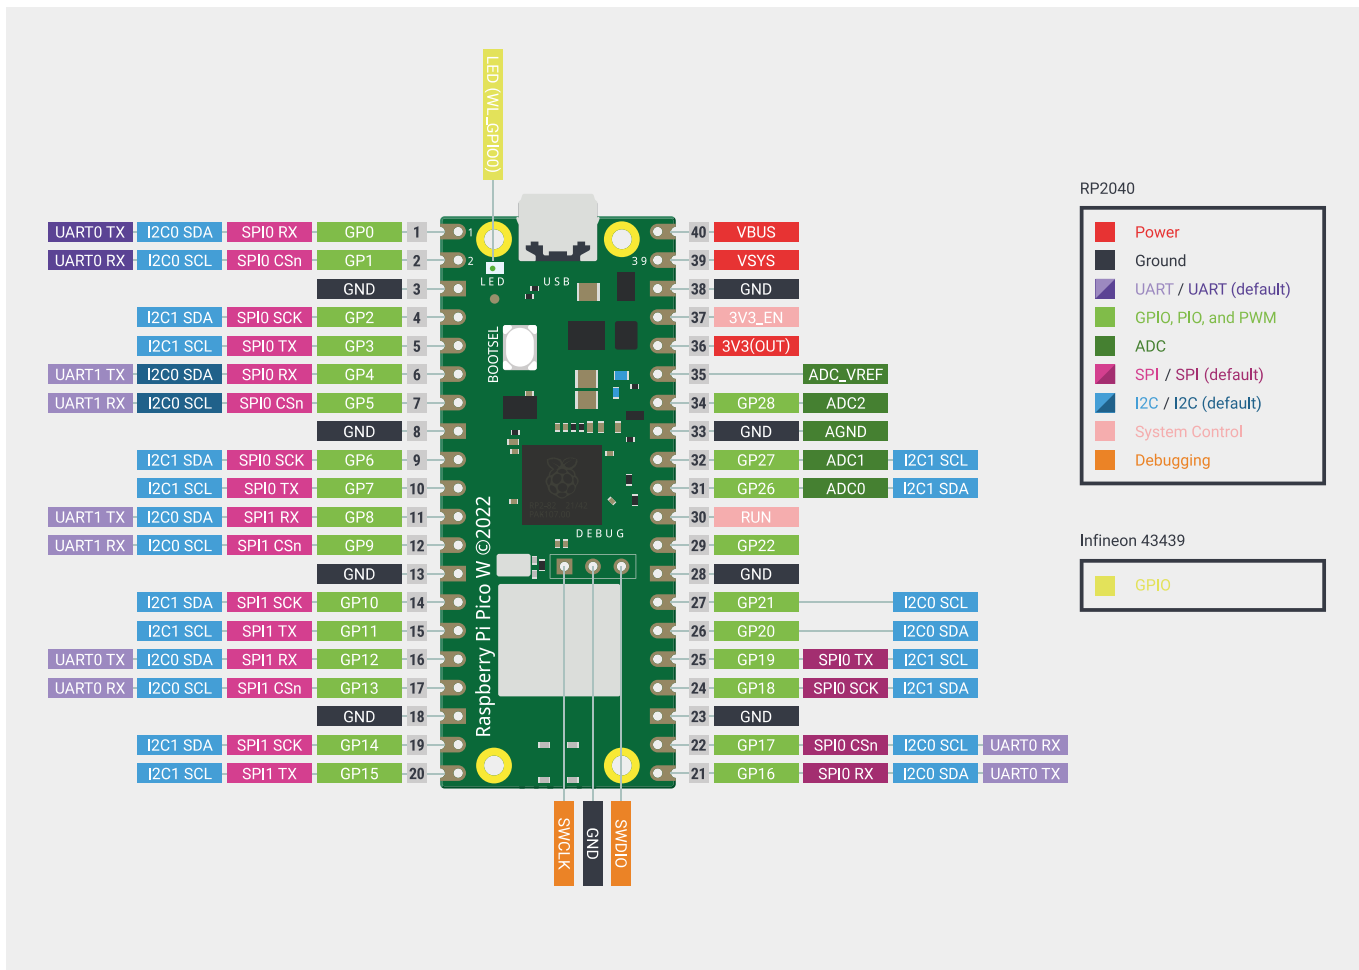 LED (WL_GPIO0)
UART0 TX I2C0 SDA SPI0 RX GP0 1 1 40 VBUS
UART0 RX I2C0 SCL SPI0 CSn GP1 2 2 39 39 VSYS
LED USB
GND 3 38 GND
I2C1 SDA SPI0 SCK GP2 4 37 3V3_EN
I2C1 SCL SPI0 TX GP3 5 36 3V3(OUT)
BOOTSEL
UART1 TX I2C0 SDA SPI0 RX GP4 6 35 ADC_VREF
UART1 RX I2C0 SCL SPI0 CSn GP5 7 34 GP28 ADC2
GND 8 33 GND AGND
I2C1 SDA SPI0 SCK GP6 9 32 GP27 ADC1 I2C1 SCL
I2C1 SCL SPI0 TX GP7 10 31 GP26 ADC0 I2C1 SDA
UART1 TX I2C0 SDA SPI1 RX GP8 11 30 RUN
DEBUG
UART1 RX I2C0 SCL SPI1 CSn GP9 12 29 GP22
GND 13 28 GND
I2C1 SDA SPI1 SCK GP10 14 27 GP21 I2C0 SCL
I2C1 SCL SPI1 TX GP11 15 26 GP20 I2C0 SDA
UART0 TX I2C0 SDA SPI1 RX GP12 16 25 GP19 SPI0 TX I2C1 SCL
UART0 RX I2C0 SCL SPI1 CSn GP13 17 24 GP18 SPI0 SCK I2C1 SDA
GND 18 23 GND
I2C1 SDA SPI1 SCK GP14 19 22 GP17 SPI0 CSn I2C0 SCL UART0 RX
I2C1 SCL SPI1 TX GP15 20 21 GP16 SPI0 RX I2C0 SDA UART0 TX
Raspberry Pi Pico W ©2022
SWCLK
GND
SWDIO
RP2040
Power
Ground
UART / UART (default)
GPIO, PIO, and PWM
ADC
SPI / SPI (default)
I2C / I2C (default)
System Control
Debugging
Infineon 43439
GPIO